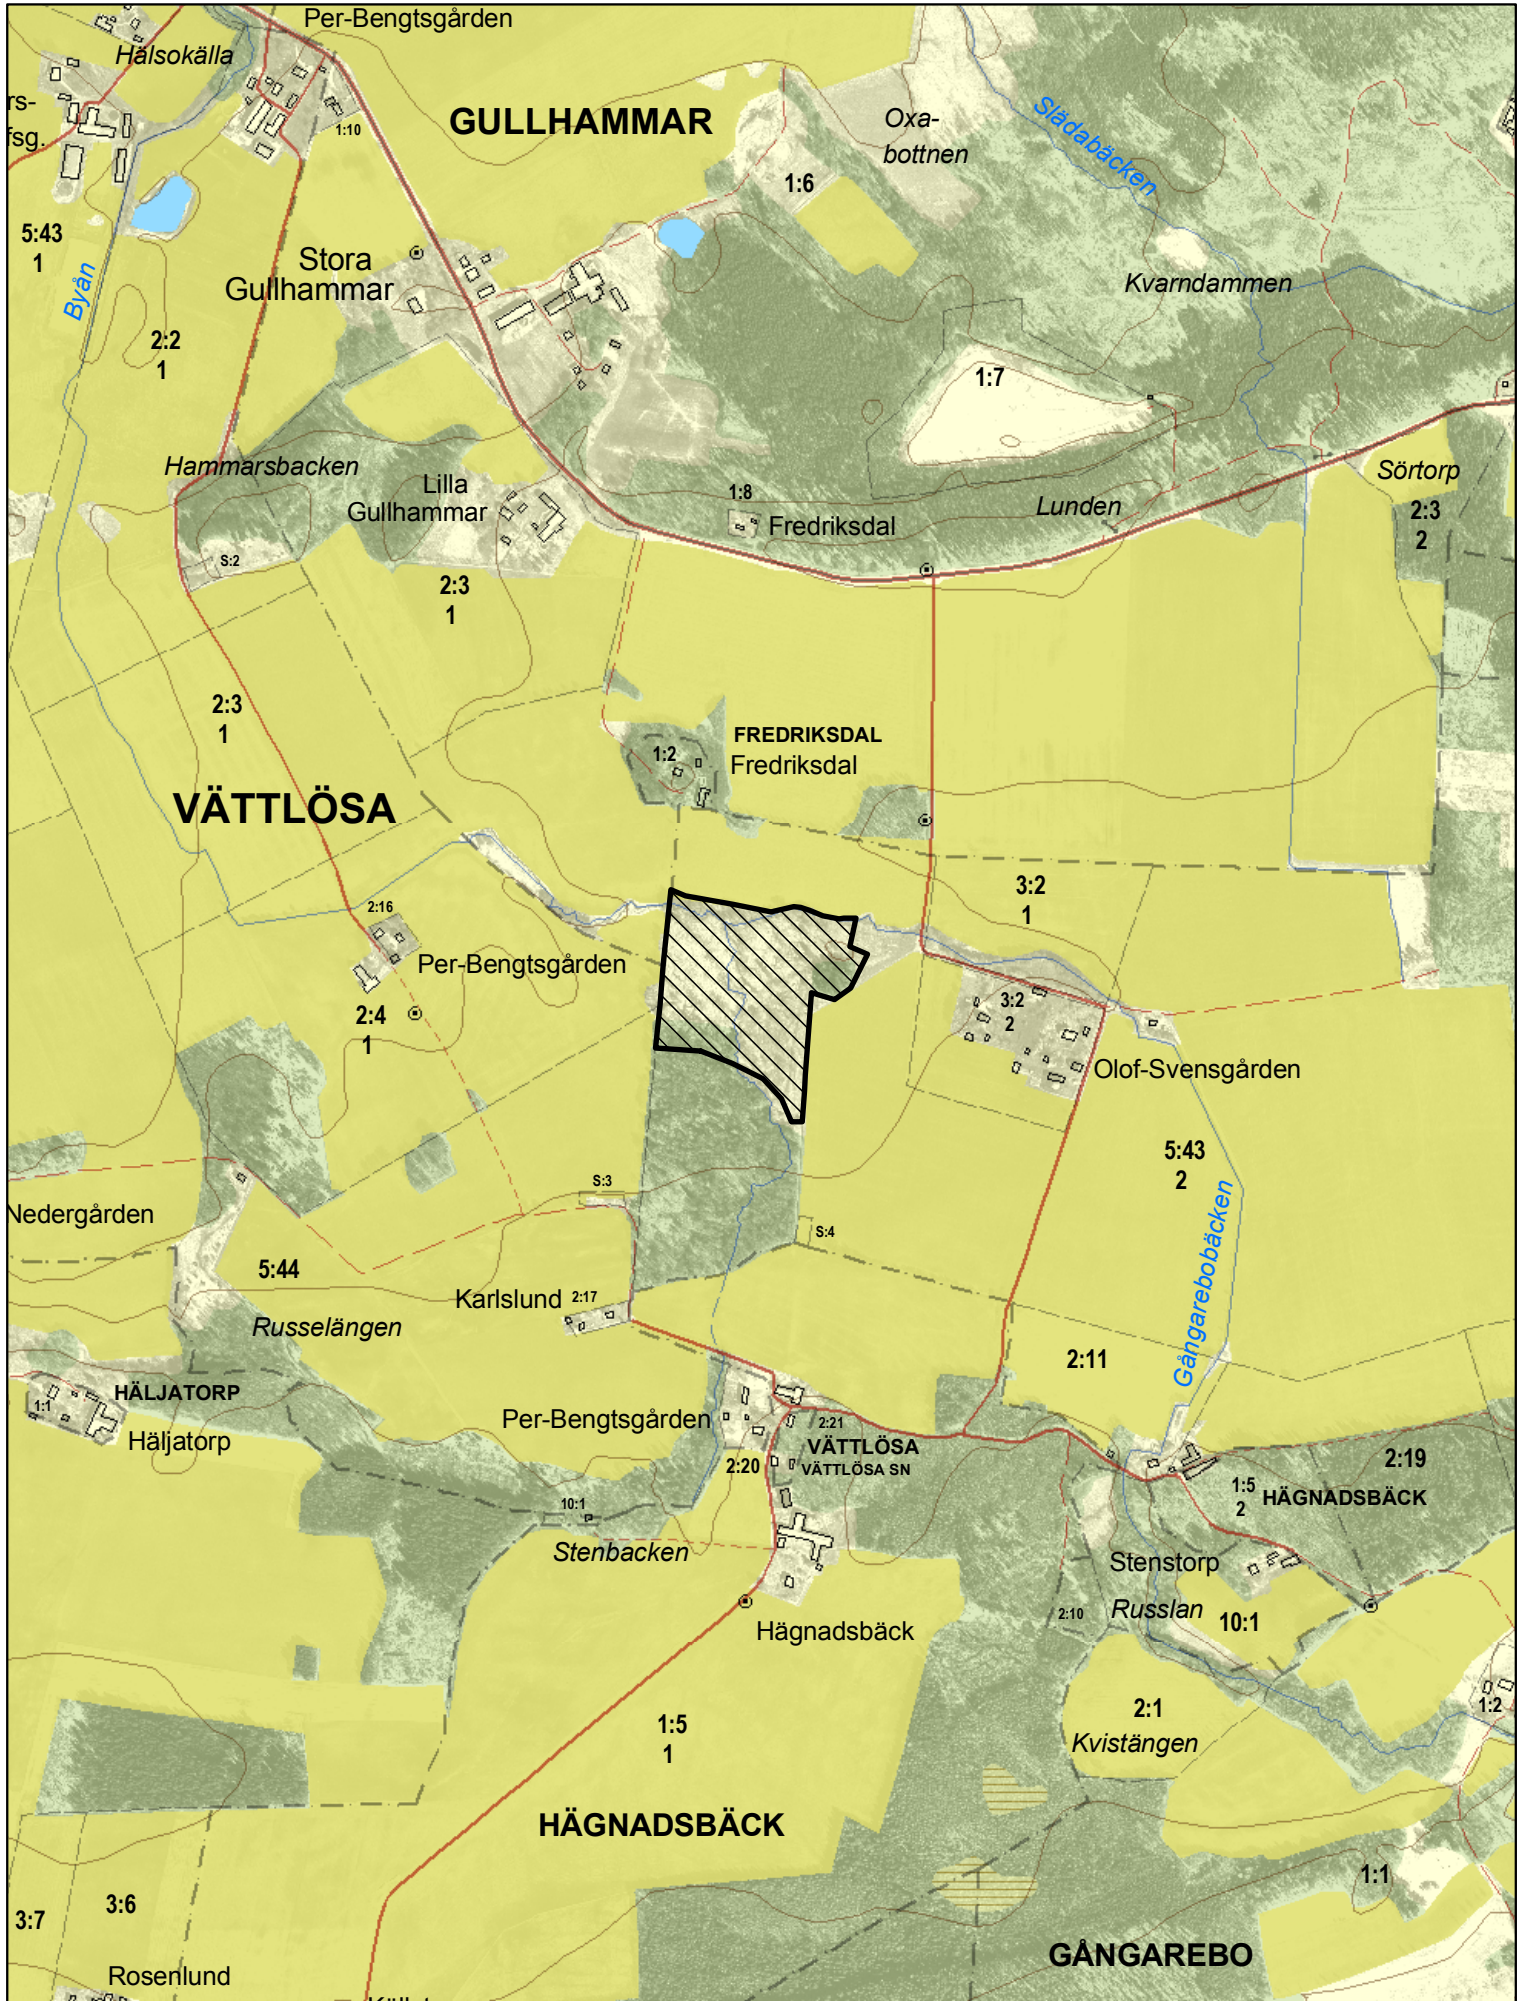 Per-Bengtsgården
Hälsokälla
rs-
fsg.
1:10
GULLHAMMAR
Oxa-
bottnen
Slädabäcken
1:6
5:43
1
Byån
Stora
Gullhammar
Kvarndammen
2:2
1
1:7
Hammarsbacken
Lilla
Gullhammar
1:8
Fredriksdal
Lunden
Sörtorp
2:3
2
S:2
2:3
1
2:3
1
FREDRIKSDAL
Fredriksdal
1:2
VÄTTLÖSA
3:2
1
2:16
Per-Bengtsgården
2:4
1
3:2
2
Olof-Svensgården
5:43
2
S:3
Nedergården
S:4
Gångarebobäcken
5:44
Karlslund
2:17
Russelängen
2:11
HÄLJATORP
1:1
Häljatorp
Per-Bengtsgården
2:21
VÄTTLÖSA
VÄTTLÖSA SN
2:20
2:19
1:5
2
HÄGNADSBÄCK
10:1
Stenbacken
Stenstorp
Russlan
2:10
10:1
Hägnadsbäck
1:2
2:1
Kvistängen
1:5
1
HÄGNADSBÄCK
1:1
3:6
3:7
GÅNGAREBO
Rosenlund